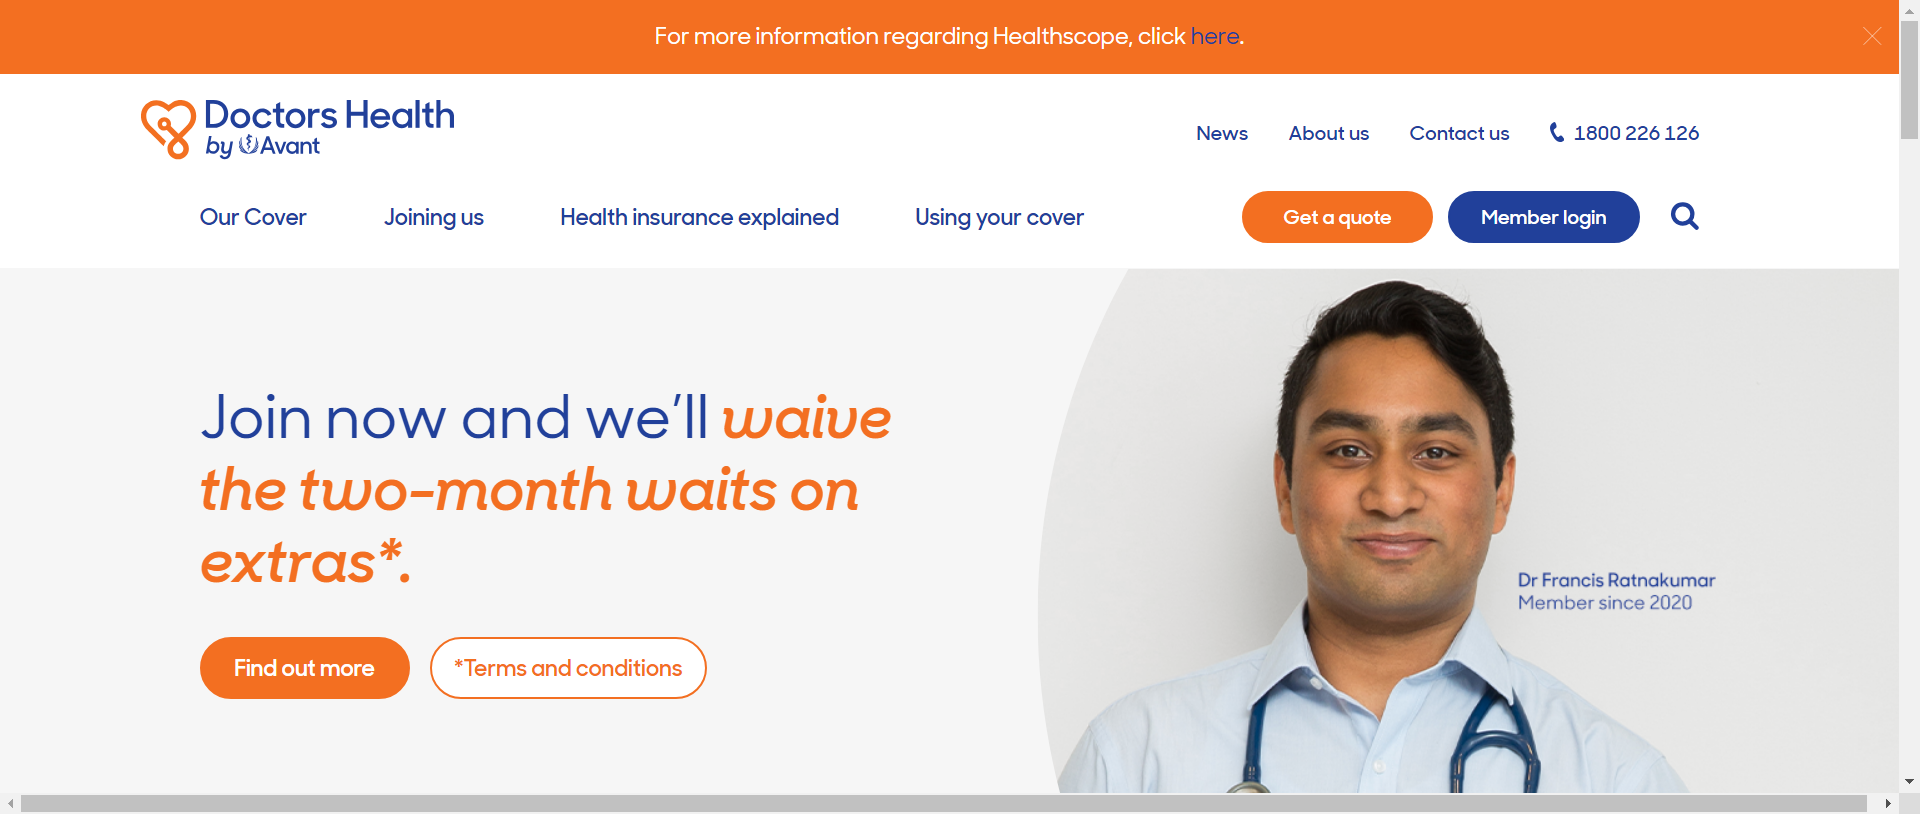 For more information regarding Healthscope, click here.
Doctors Health
by Avant
News About us Contact us 1800 226 126
Our Cover Joining us Health insurance explained Using your cover Get a quote Member login
Join now and we’ll waive
the two-month waits on
extras*.
Dr Francis Ratnakumar
Member since 2020
Find out more *Terms and conditions